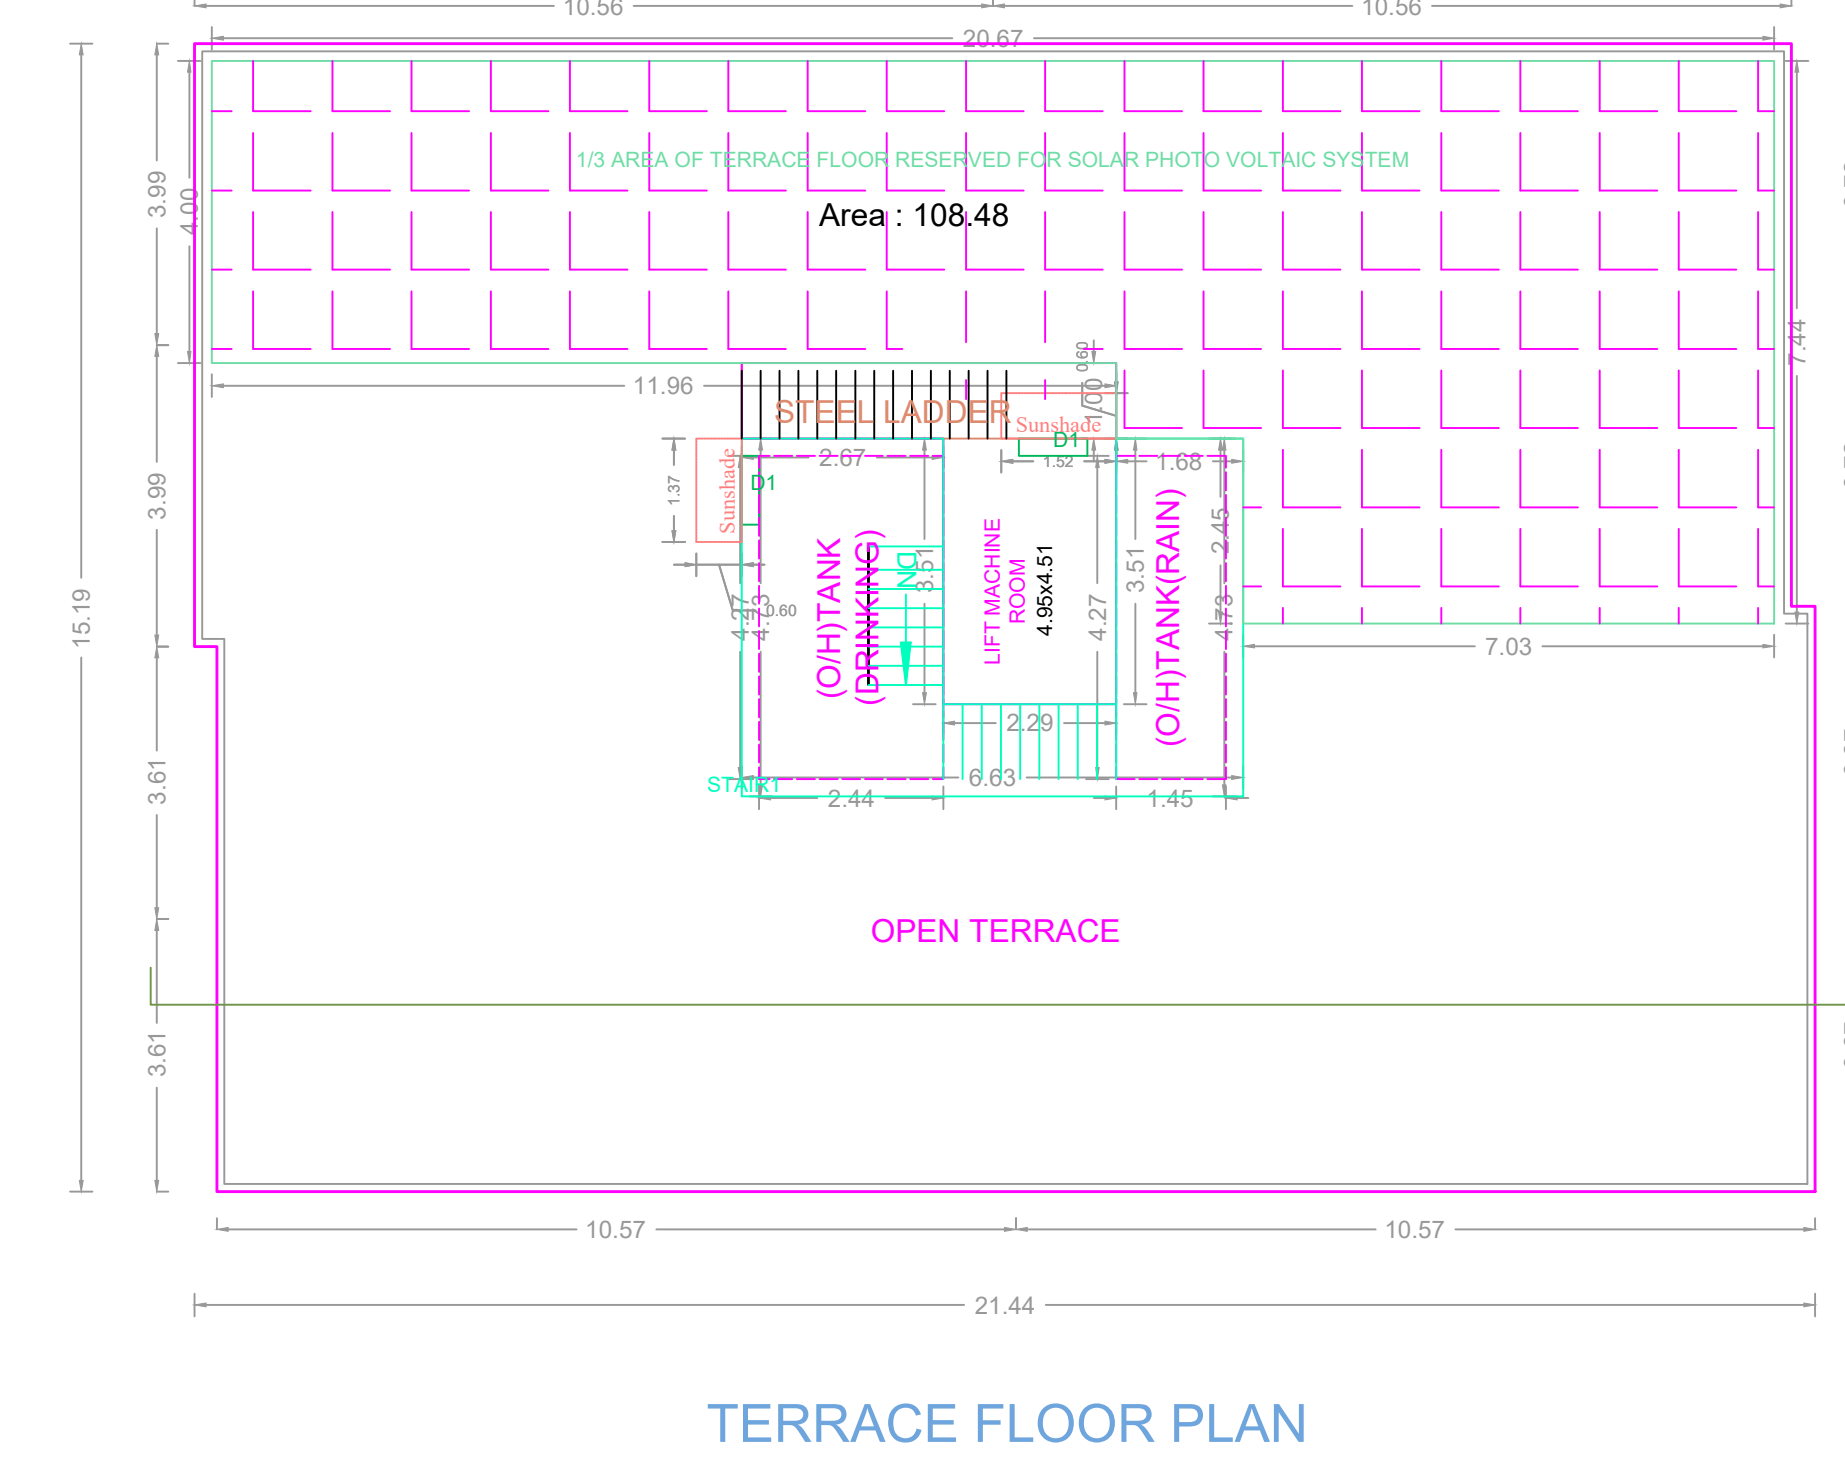 10.56
10.56
20.67
1/3 AREA OF TERRACE FLOOR RESERVED FOR SOLAR PHOTO VOLTAIC SYSTEM
Area : 108.48
3.99
4.00
7.44
0.60
11.96
1.00
STEEL LADDER
Sunshade
D1
2.67
1.52
1.68
Sunshade
D1
1.37
3.99
2.45
(O/H)TANK
(DRINKING)
DN
3.51
LIFT MACHINE
ROOM
4.95x4.51
3.51
(O/H)TANK(RAIN)
4.27
4.73
0.60
4.27
4.73
15.19
7.03
2.29
6.63
STAIR1
2.44
1.45
3.61
OPEN TERRACE
3.61
10.57
10.57
21.44
TERRACE FLOOR PLAN